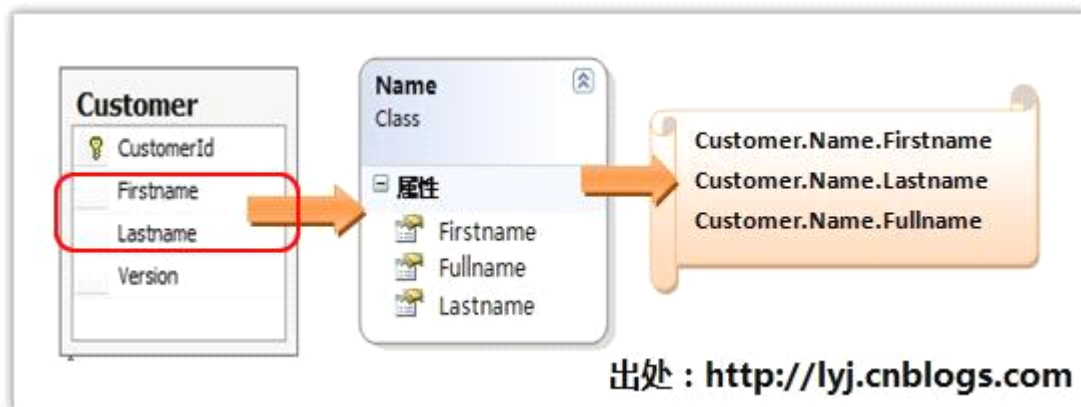 Customer
CustomerId
Firstname
Lastname
Version
Name
Class
属性
Firstname
Fullname
Lastname
Customer.Name.Firstname
Customer.Name.Lastname
Customer.Name.Fullname
出处：http://lyj.cnblogs.com